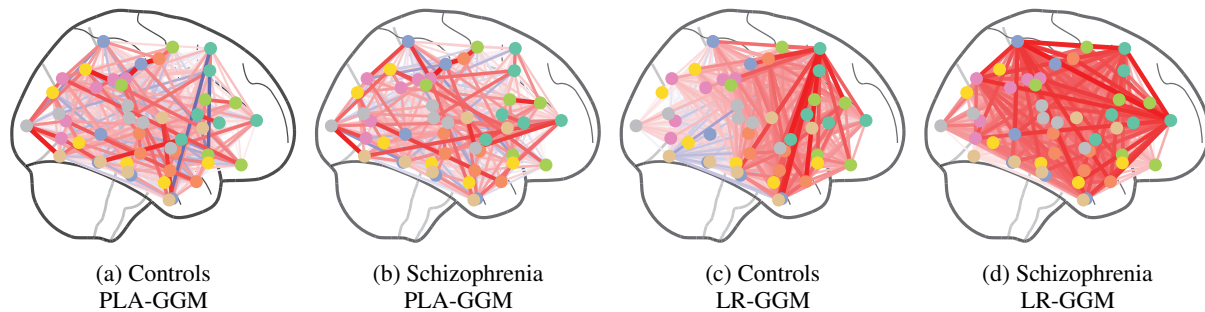 (a) Controls
PLA-GGM
(b) Schizophrenia
PLA-GGM
(c) Controls
LR-GGM
(d) Schizophrenia
LR-GGM